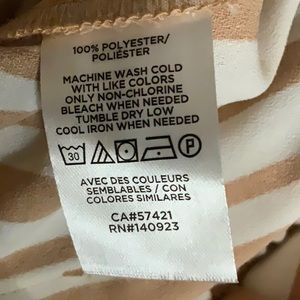 100% POLYESTER/
POLIÉSTER
MACHINE WASH COLD
WITH LIKE COLORS
ONLY NON-CHLORINE
BLEACH WHEN NEEDED
TUMBLE DRY LOW
COOL IRON WHEN NEEDED
30 P
AVEC DES COULEURS
SEMBLABLES / CON
COLORES SIMILARES
CA#57421
RN#140923